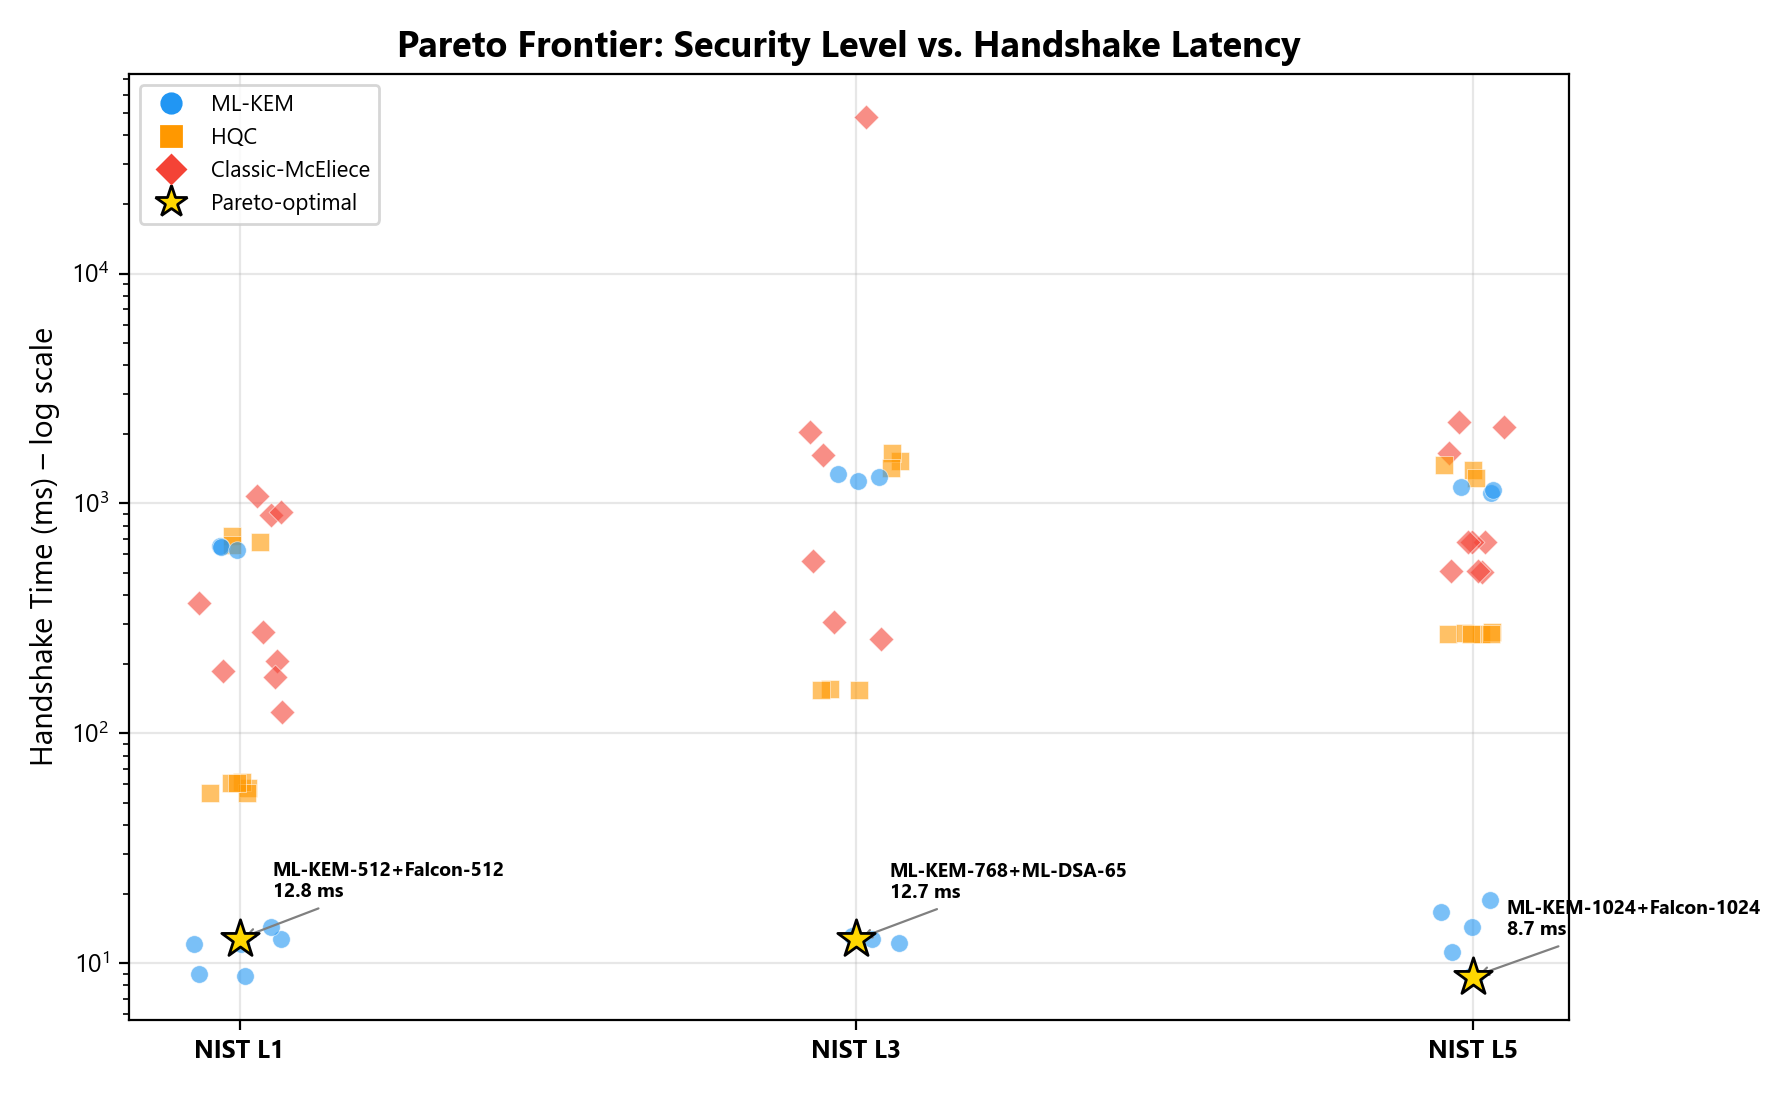 Pareto Frontier: Security Level vs. Handshake Latency
ML-KEM
HQC
Classic-McEliece
Pareto-optimal
Handshake Time (ms) – log scale
10⁴
10³
10²
10¹
ML-KEM-512+Falcon-512
12.8 ms
ML-KEM-768+ML-DSA-65
12.7 ms
ML-KEM-1024+Falcon-1024
8.7 ms
NIST L1
NIST L3
NIST L5